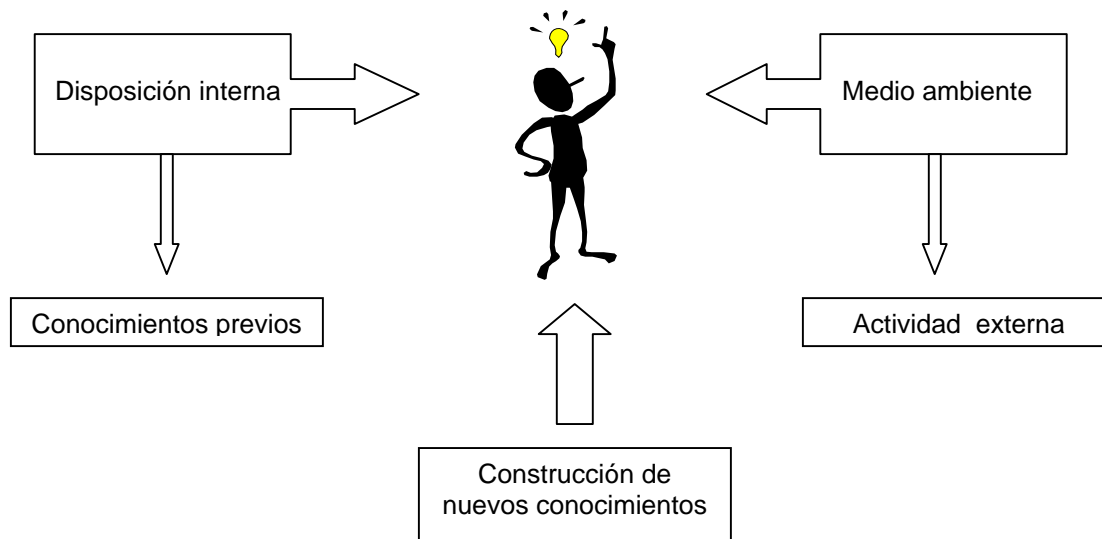 Disposición interna
Medio ambiente
Conocimientos previos
Actividad externa
Construcción de
nuevos conocimientos